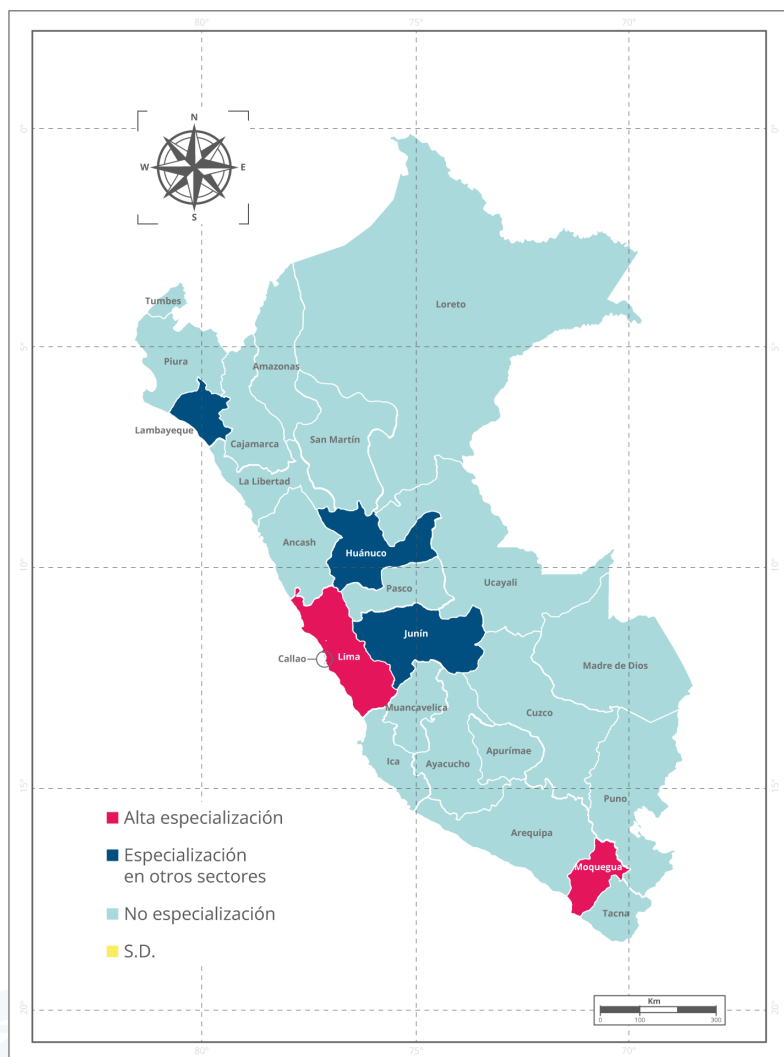 80°
75°
70°
N
W
E
S
0°
0°
Tumbes
Loreto
5°
5°
Piura
Amazonas
Lambayeque
Cajamarca
San Martín
La Libertad
Ancash
Huánuco
10°
10°
Pasco
Ucayali
Junín
Callao
Lima
Madre de Dios
Muancavelica
Cuzco
Ica
Ayacucho
Apurímae
15°
15°
Puno
Arequipa
Moquegua
Tacna
Alta especialización
Especialización
en otros sectores
No especialización
S.D.
Km
0 100 300
20°
20°
80°
75°
70°